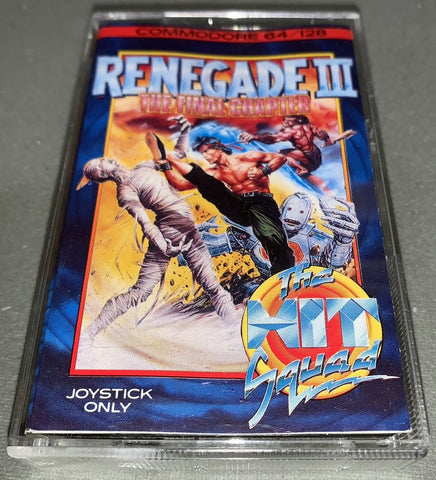 COMMODORE 64/128
RENEGADE III
THE FINAL CHAPTER
The
HIT
Squad
JOYSTICK
ONLY